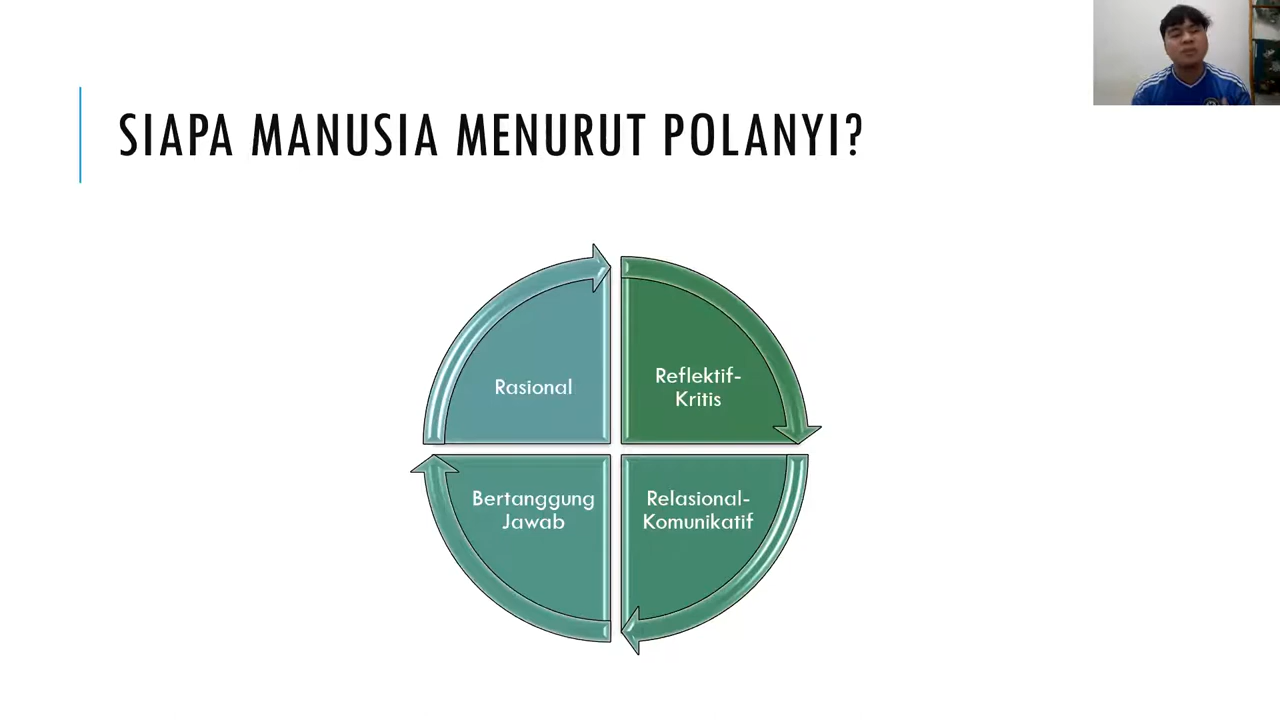 SIAPA MANUSIA MENURUT POLANYI?
Rasional
Reflektif-
Kritis
Bertanggung
Jawab
Relasional-
Komunikatif